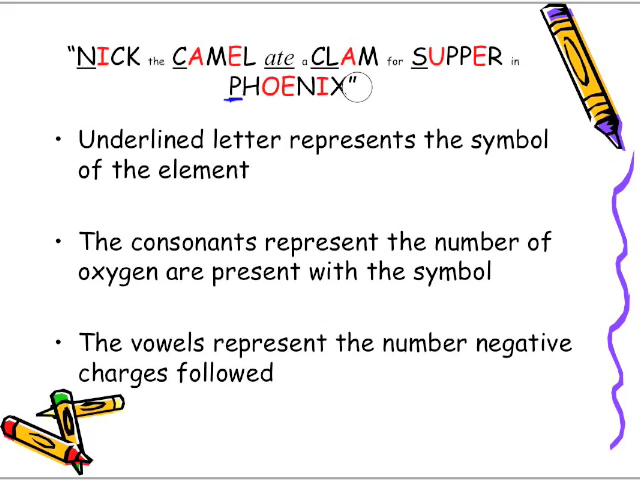 "NICK the CAMEL ate a CLAM for SUPPER in
PHOENIX"
• Underlined letter represents the symbol
of the element
• The consonants represent the number of
oxygen are present with the symbol
• The vowels represent the number negative
charges followed